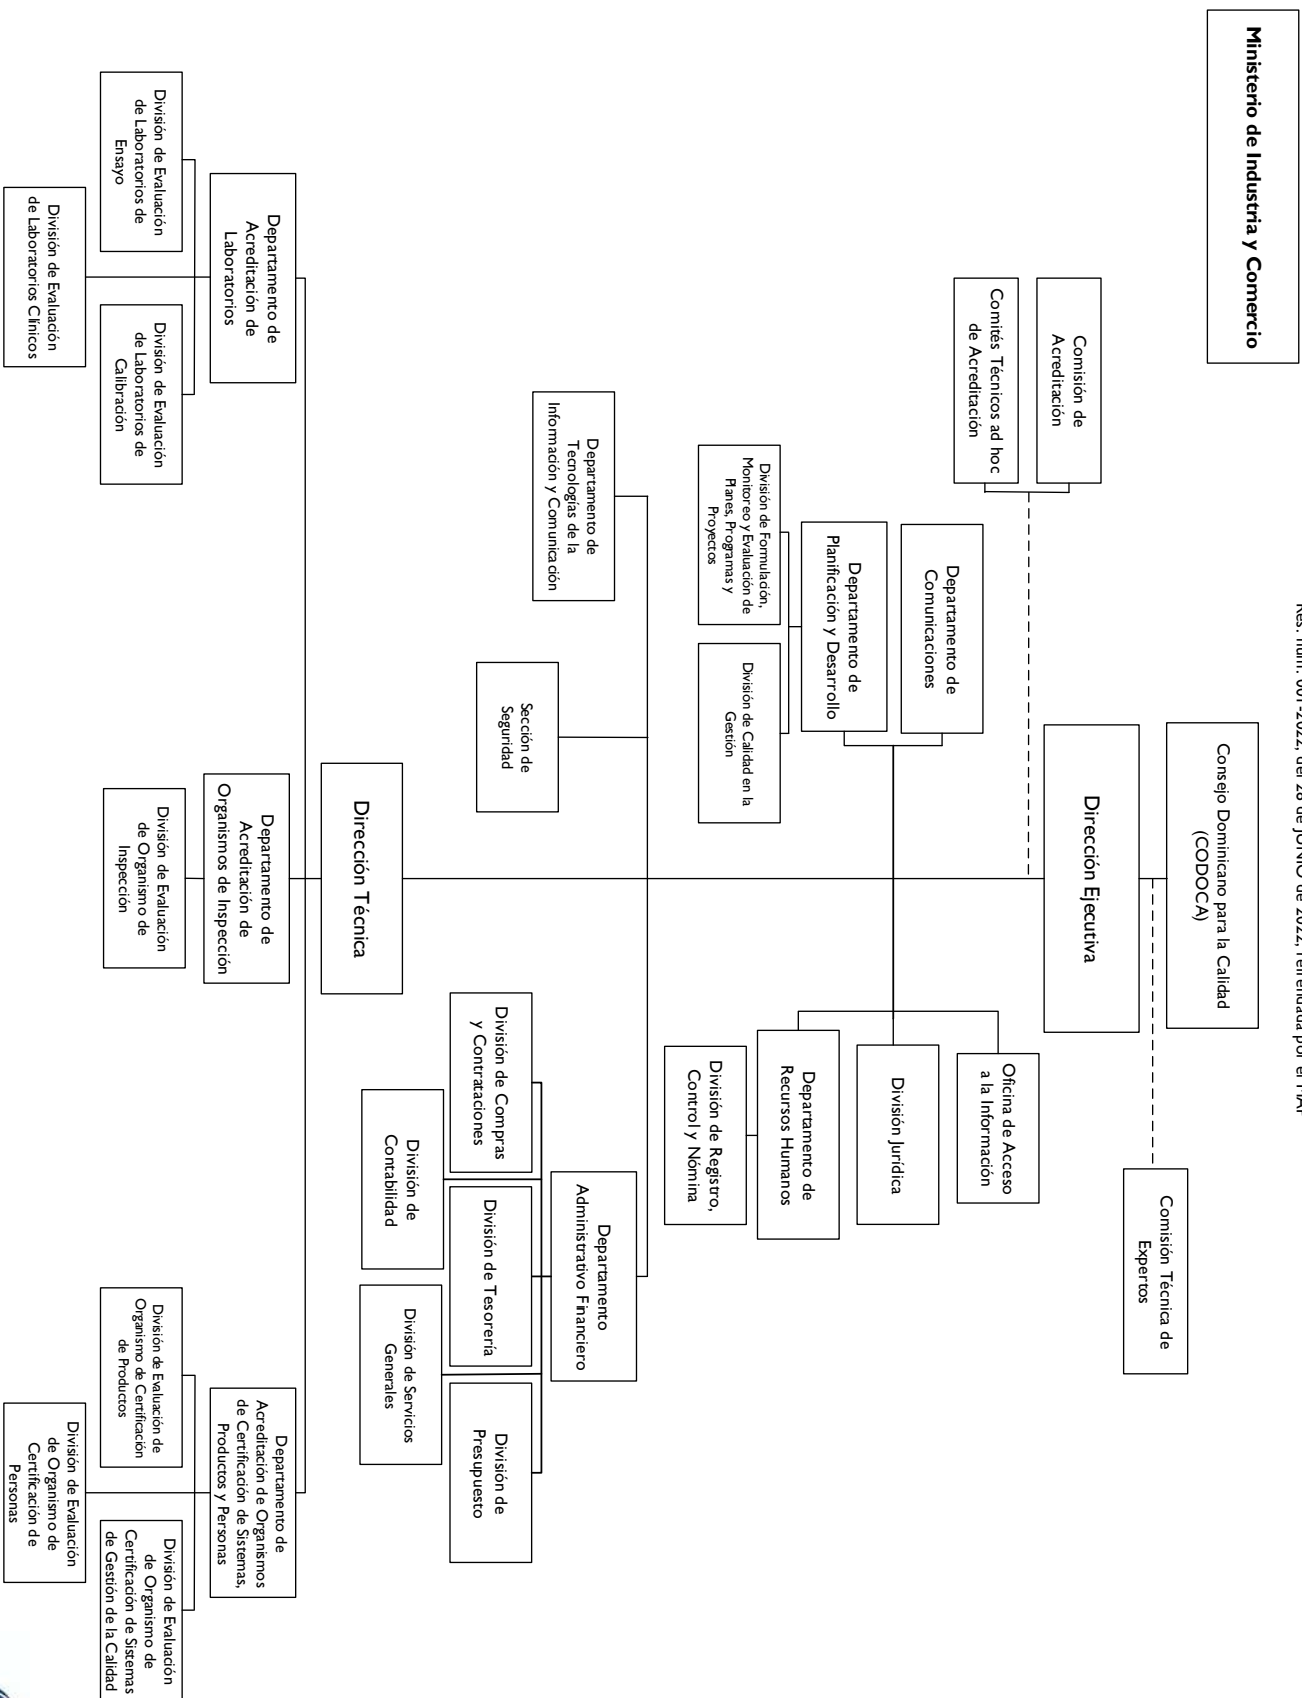 Res. núm. 001-2022, del 28 de JUNIO de 2022, refrendada por el MAP
Ministerio de Industria y Comercio
Consejo Dominicano para la Calidad
(CODOCA)
Comisión Técnica de
Expertos
Dirección Ejecutiva
Comisión de
Acreditación
Comités Técnicos ad hoc
de Acreditación
Departamento de
Comunicaciones
Departamento de
Planificación y Desarrollo
División de Formulación,
Monitoreo y Evaluación de
Planes, Programas y
Proyectos
División de Calidad en la
Gestión
Oficina de Acceso
a la Información
División Jurídica
Departamento de
Recursos Humanos
División de Registro,
Control y Nómina
Departamento de
Tecnologías de la
Información y Comunicación
Sección de
Seguridad
Departamento
Administrativo Financiero
División de Compras
y Contrataciones
División de Tesorería
División de
Presupuesto
División de
Contabilidad
División de Servicios
Generales
Dirección Técnica
Departamento de
Acreditación de
Laboratorios
División de Evaluación
de Laboratorios de
Ensayo
División de Evaluación
de Laboratorios de
Calibración
División de Evaluación
de Laboratorios Clínicos
Departamento de
Acreditación de
Organismos de Inspección
División de Evaluación
de Organismo de
Inspección
Departamento de
Acreditación de Organismos
de Certificación de Sistemas,
Productos y Personas
División de Evaluación de
Organismo de Certificación
de Productos
División de Evaluación
de Organismo de
Certificación de Sistemas
de Gestión de la Calidad
División de Evaluación
de Organismo de
Certificación de
Personas